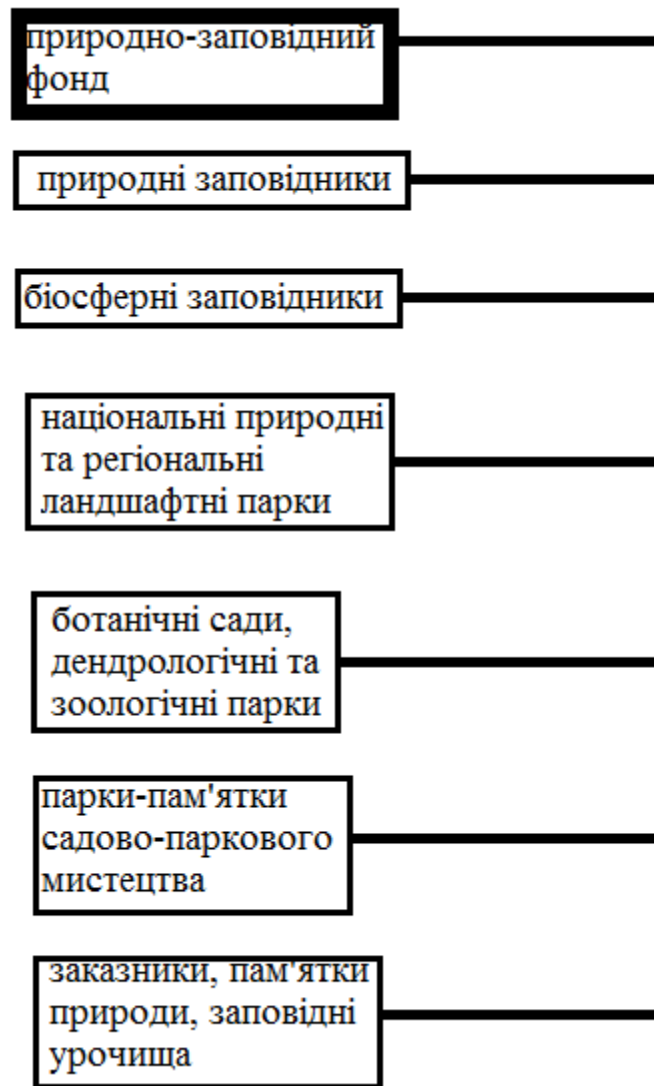 природно-заповідний
фонд
природні заповідники
біосферні заповідники
національні природні
та регіональні
ландшафтні парки
ботанічні сади,
дендрологічні та
зоологічні парки
парки-пам'ятки
садово-паркового
мистецтва
заказники, пам'ятки
природи, заповідні
урочища